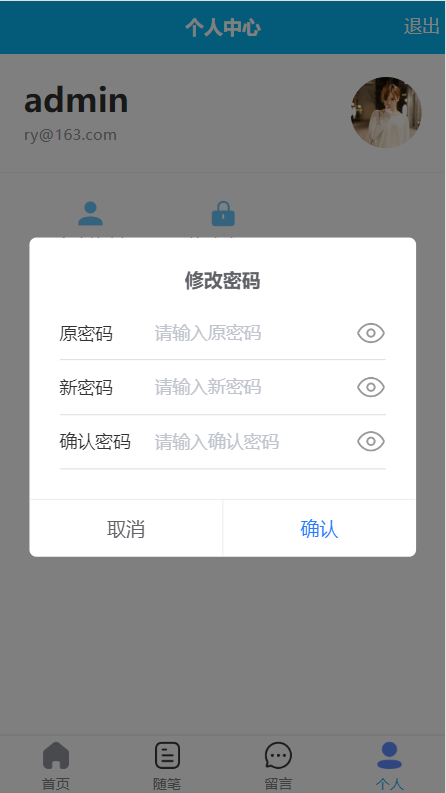 个人中心
退出
admin
ry@163.com
修改密码
原密码 请输入原密码
新密码 请输入新密码
确认密码 请输入确认密码
取消 确认
首页 随笔 留言 个人